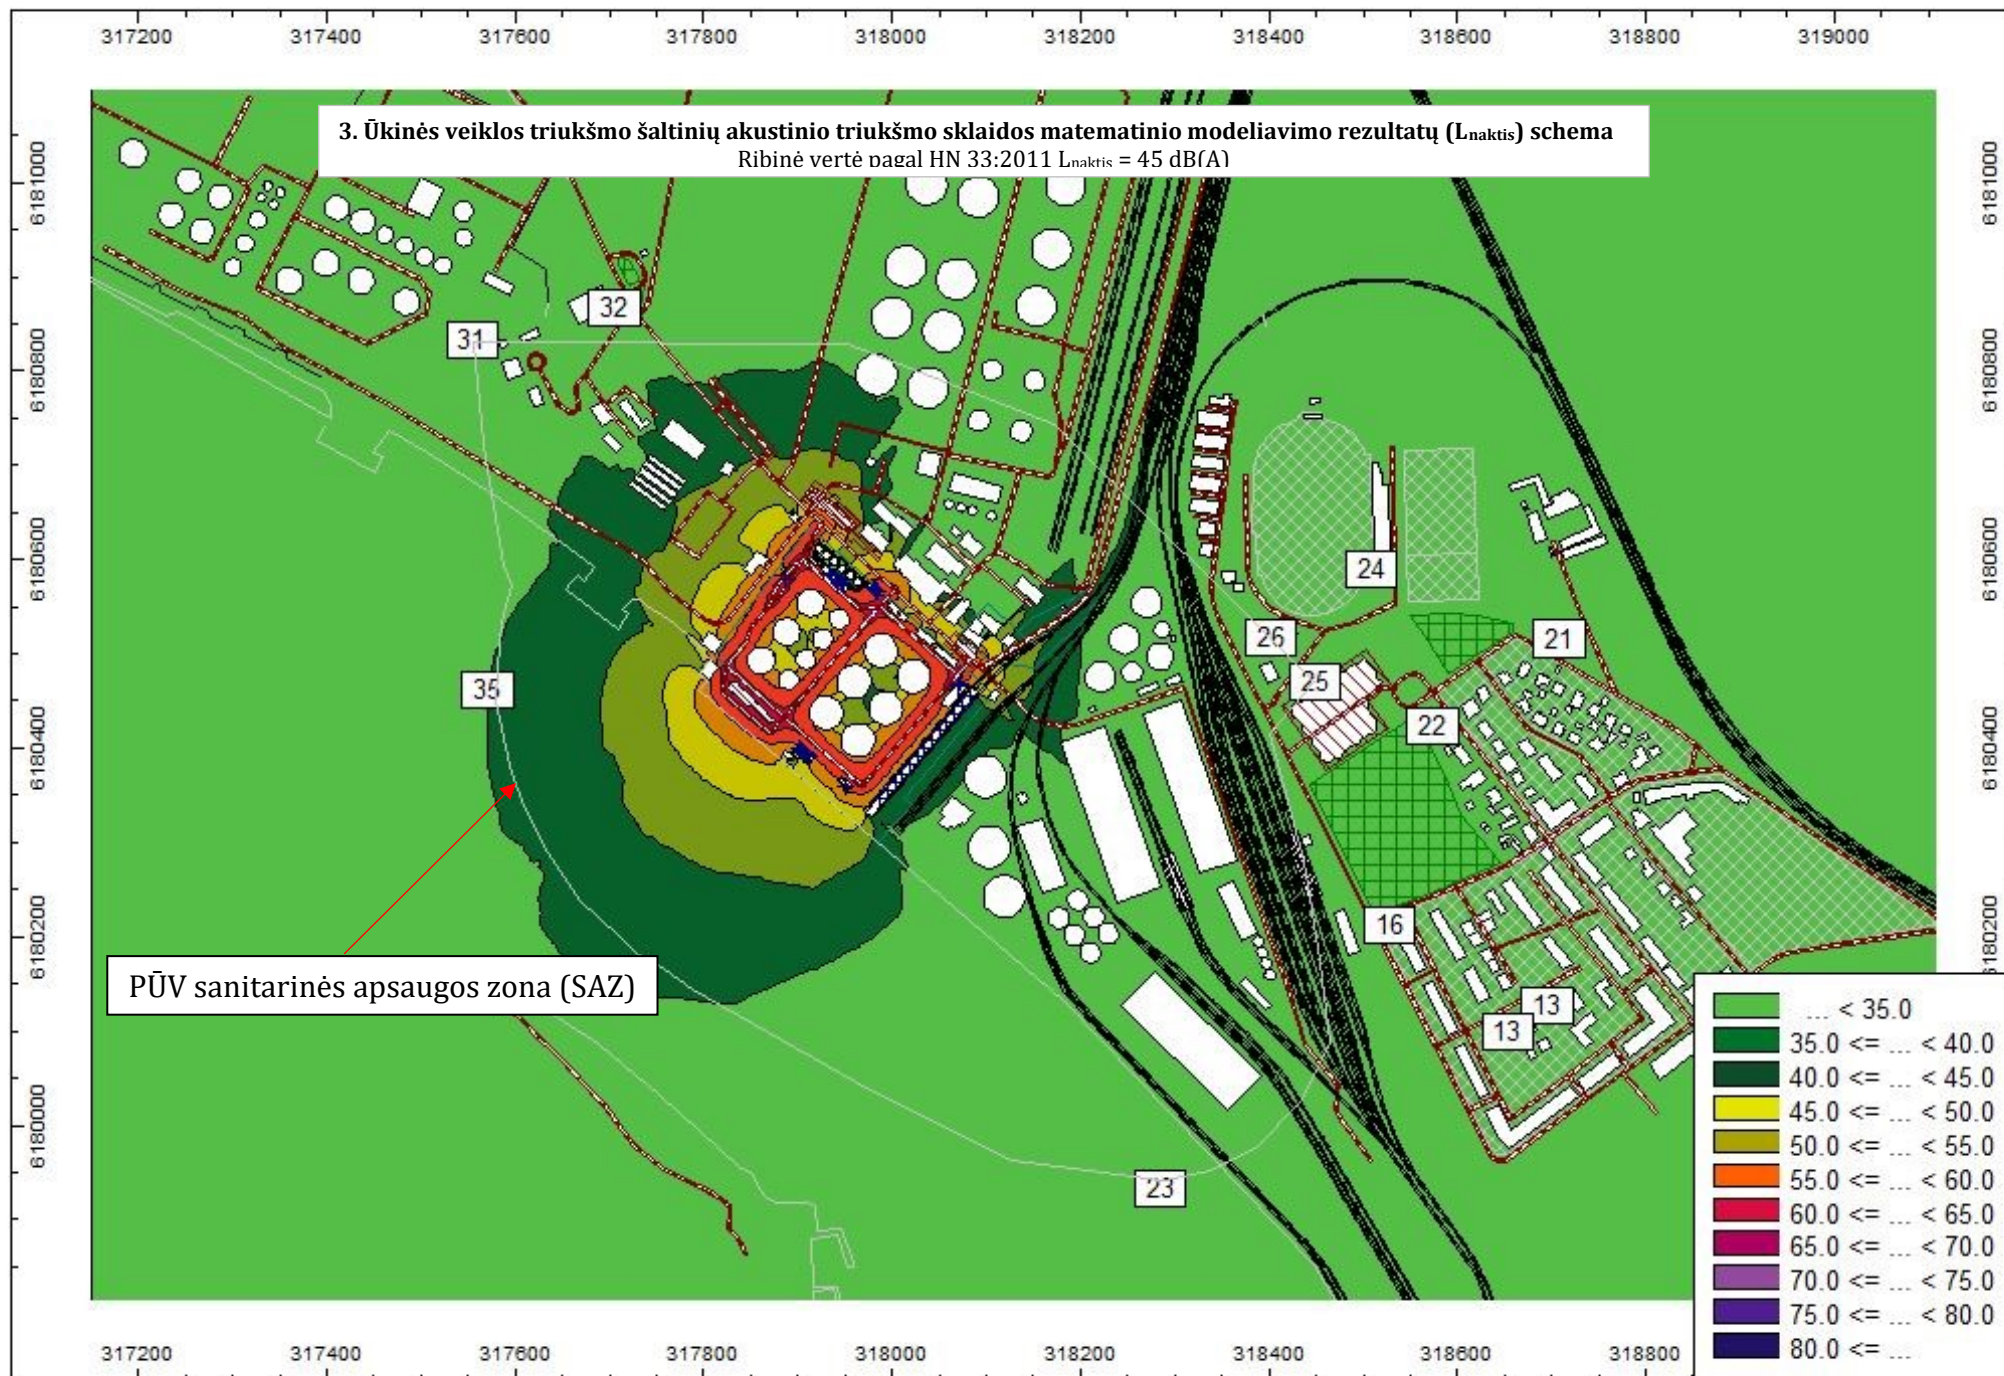 317200 317400 317600 317800 318000 318200 318400 318600 318800 319000
3. Ūkinės veiklos triukšmo šaltinių akustinio triukšmo sklaidos matematinio modeliavimo rezultatų (Lnaktis) schema
Ribinė vertė pagal HN 33:2011 Lnaktis = 45 dB(A)
6181000
6181000
32
31
6180800
6180800
6180600
6180600
24
26
21
25
35
22
6180400
6180400
16
6180200
6180200
PŪV sanitarinės apsaugos zona (SAZ)
13
13
6180000
23
... < 35.0
35.0 <= ... < 40.0
40.0 <= ... < 45.0
45.0 <= ... < 50.0
50.0 <= ... < 55.0
55.0 <= ... < 60.0
60.0 <= ... < 65.0
65.0 <= ... < 70.0
70.0 <= ... < 75.0
75.0 <= ... < 80.0
80.0 <= ...
317200 317400 317600 317800 318000 318200 318400 318600 318800